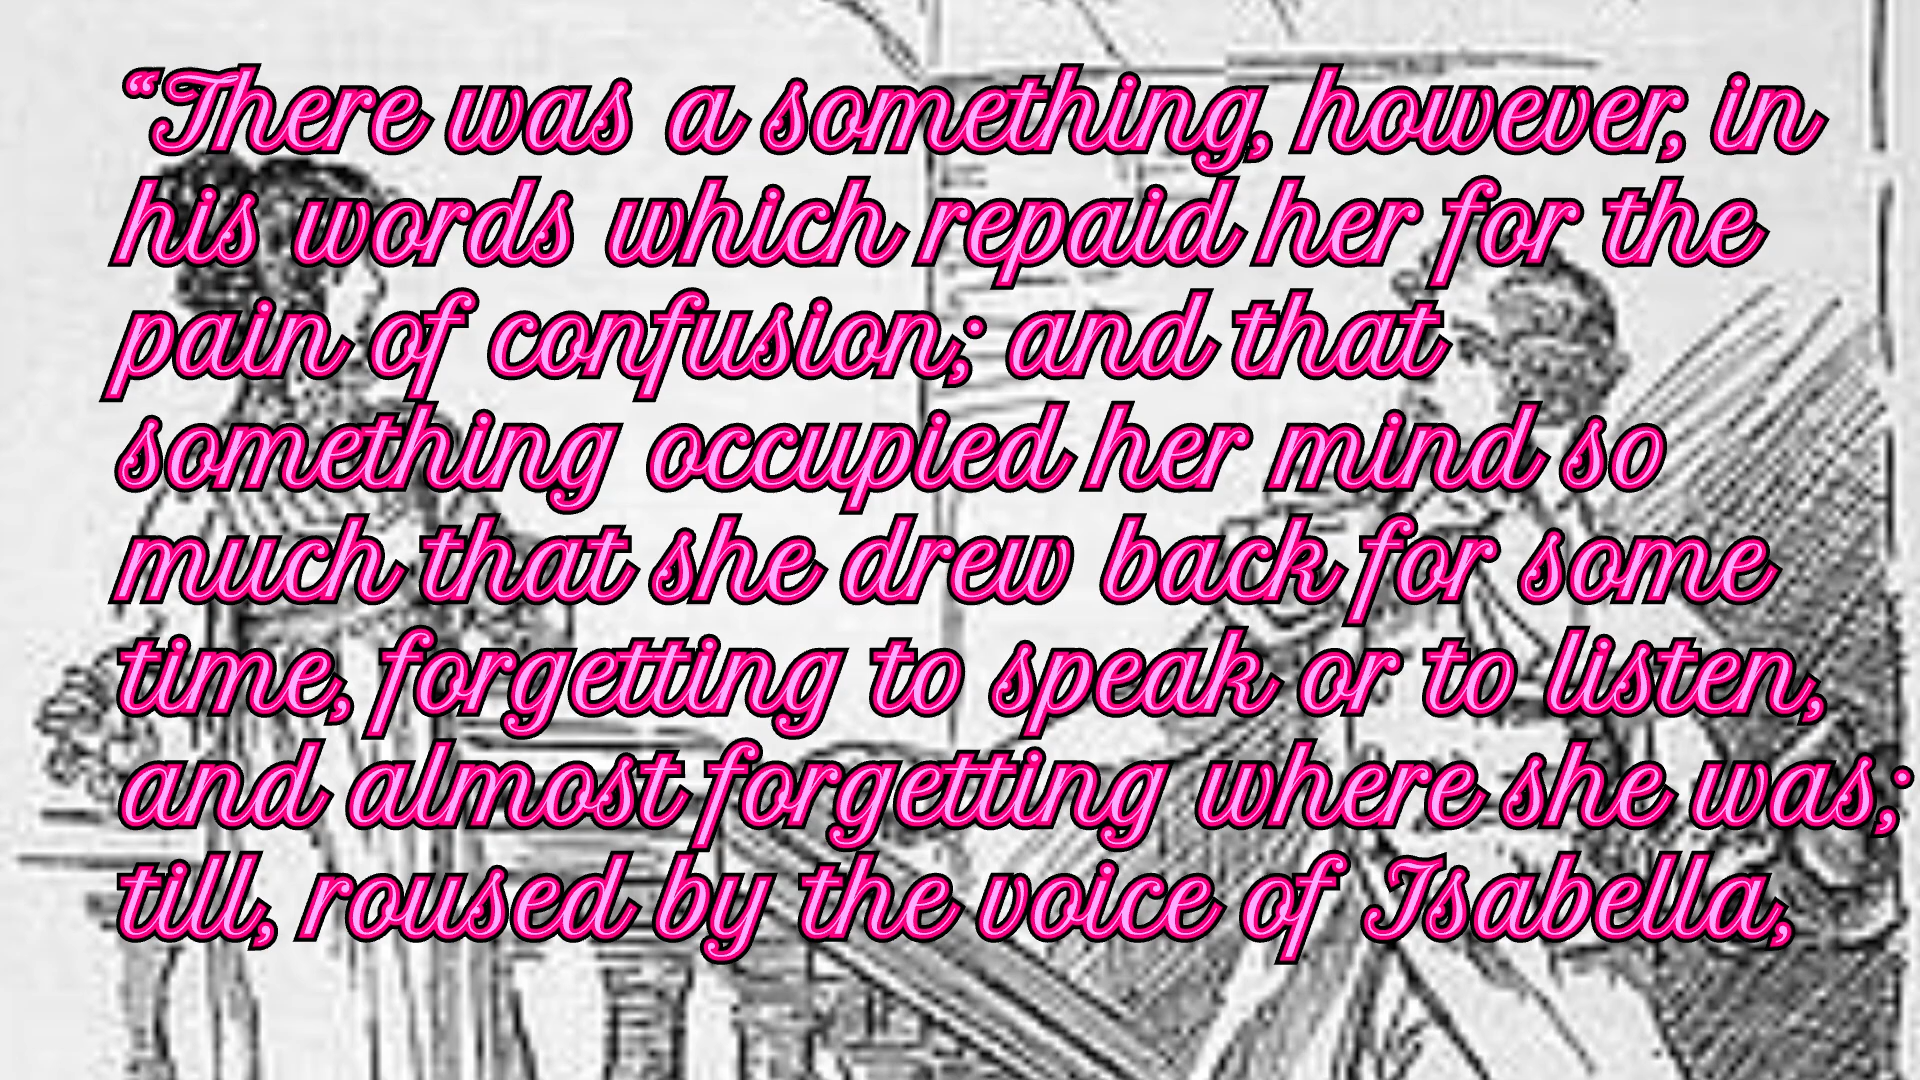 “There was a something, however, in
his words which repaid her for the
pain of confusion; and that
something occupied her mind so
much that she drew back for some
time, forgetting to speak or to listen,
and almost forgetting where she was;
till, roused by the voice of Isabella,